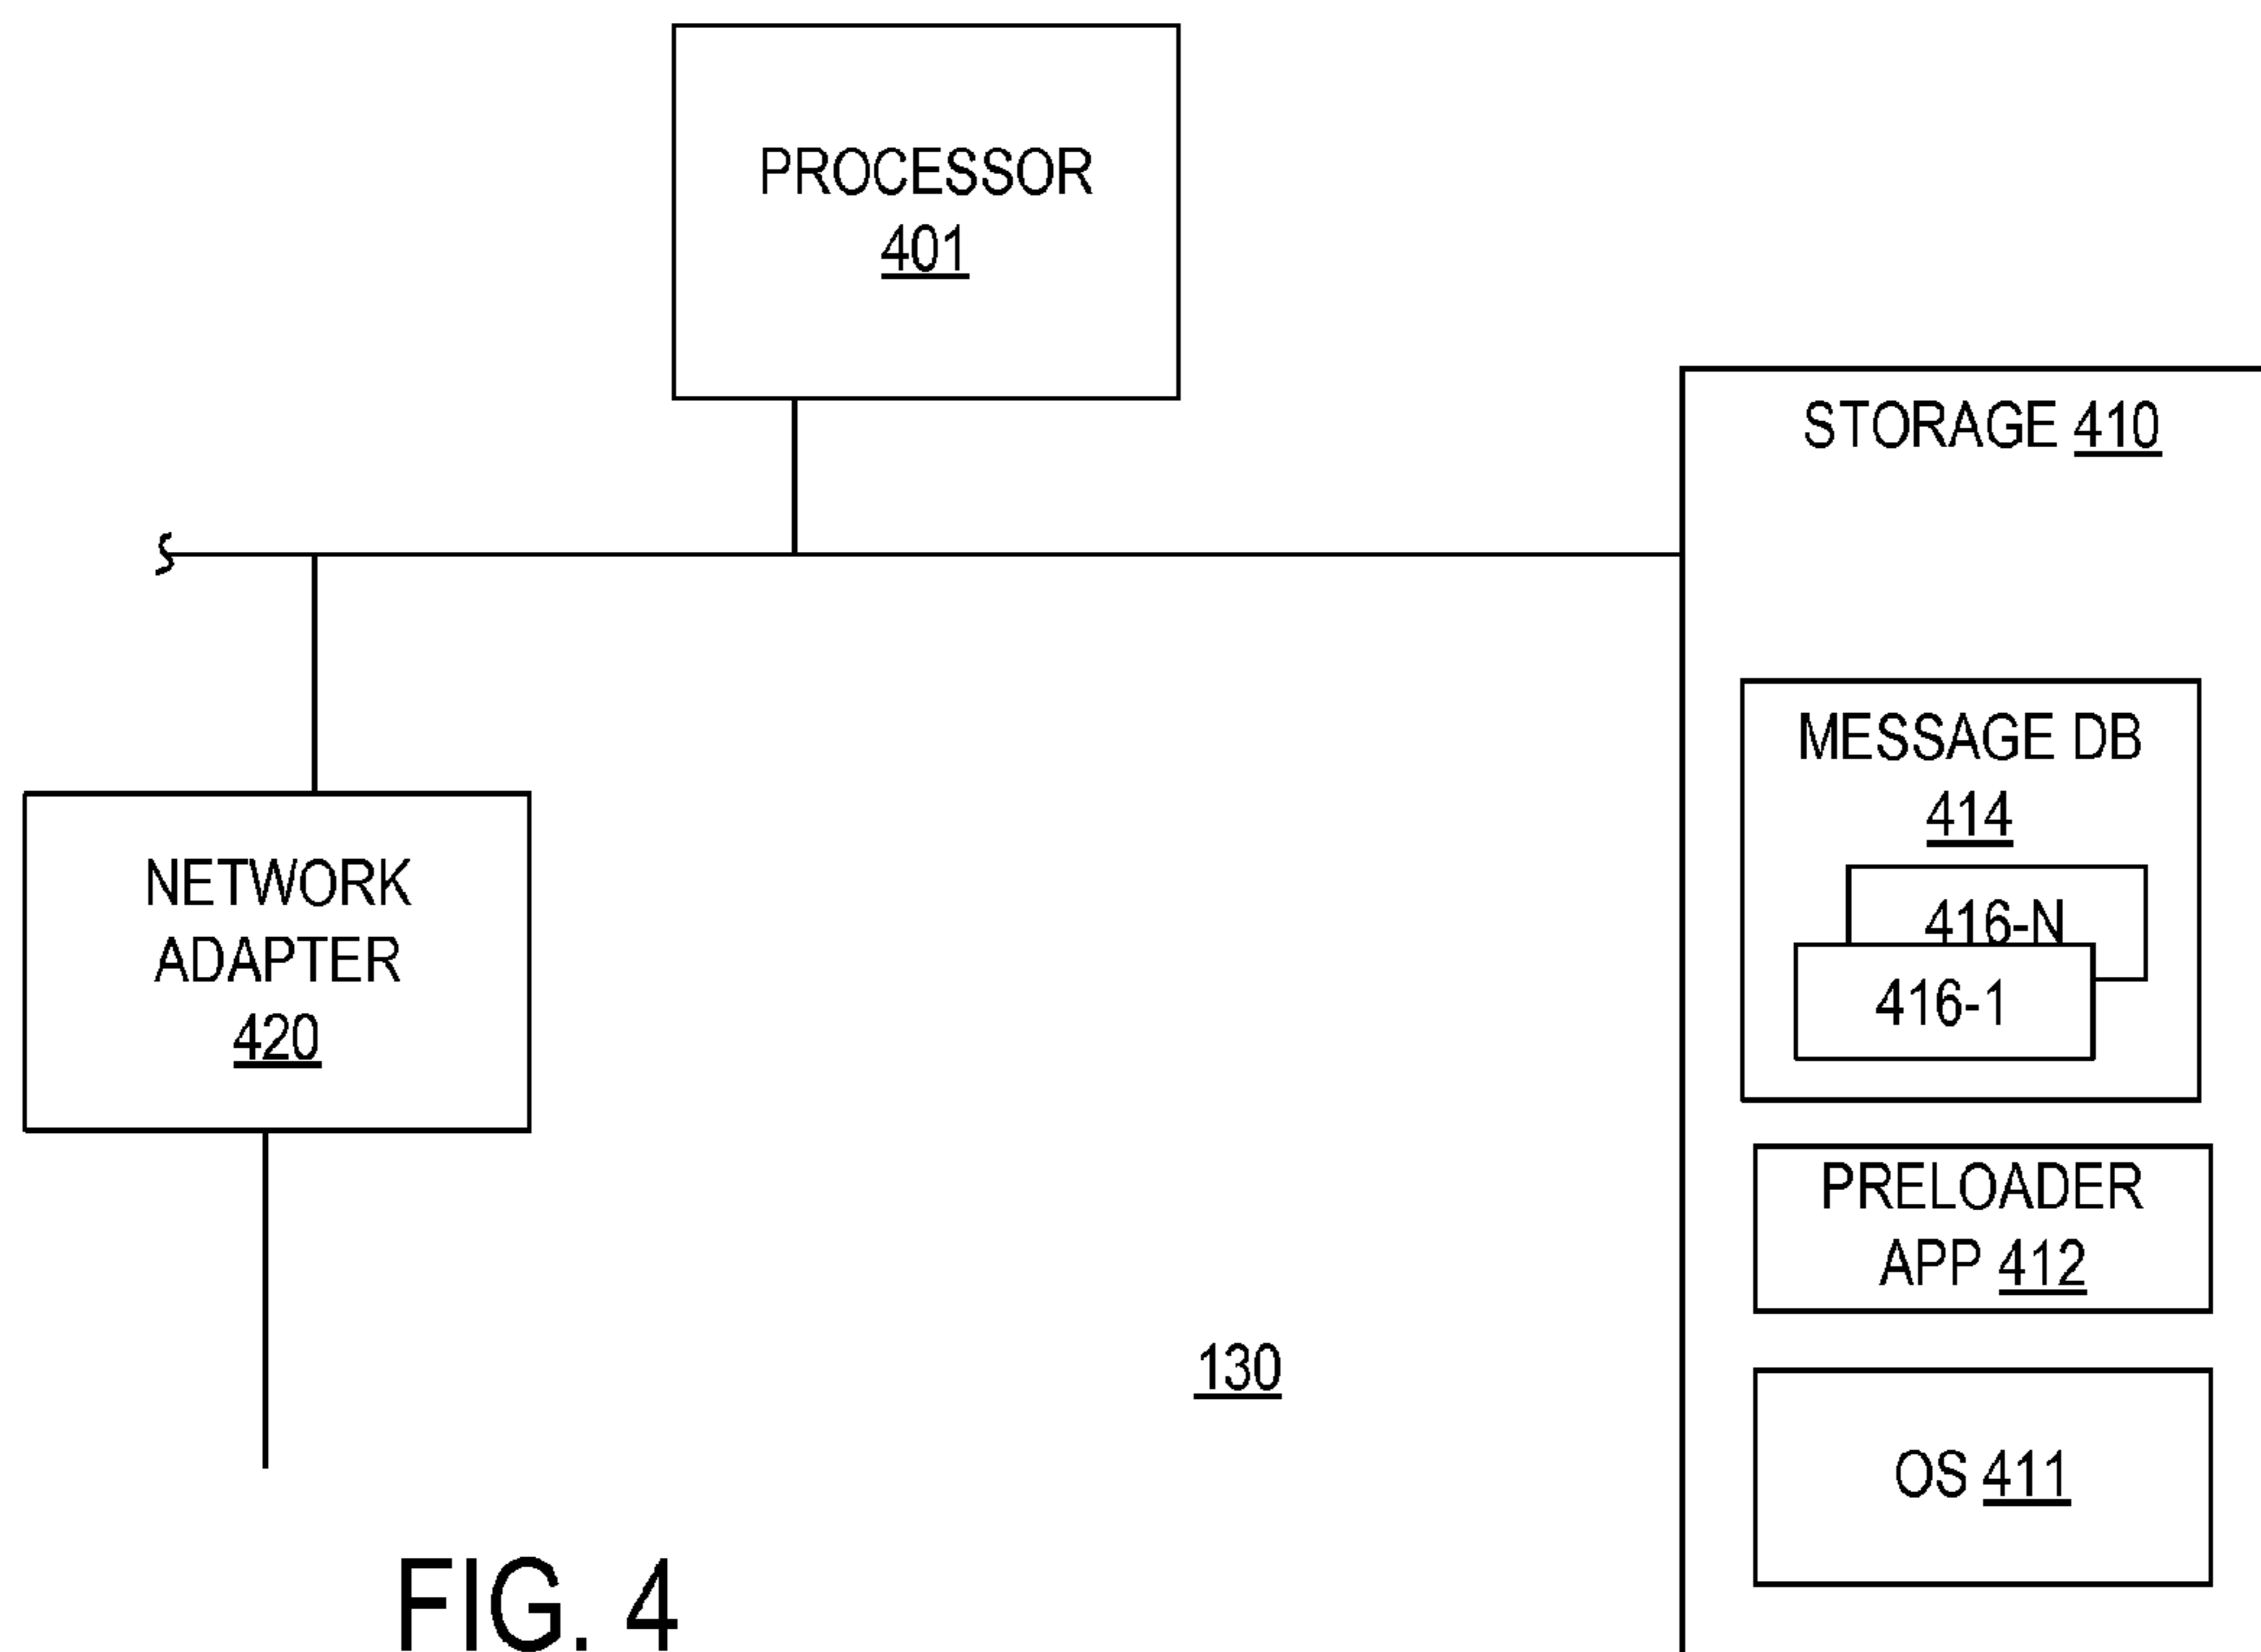 PROCESSOR
401
STORAGE 410
MESSAGE DB
414
416-N
416-1
NETWORK
ADAPTER
420
PRELOADER
APP 412
130
OS 411
FIG. 4